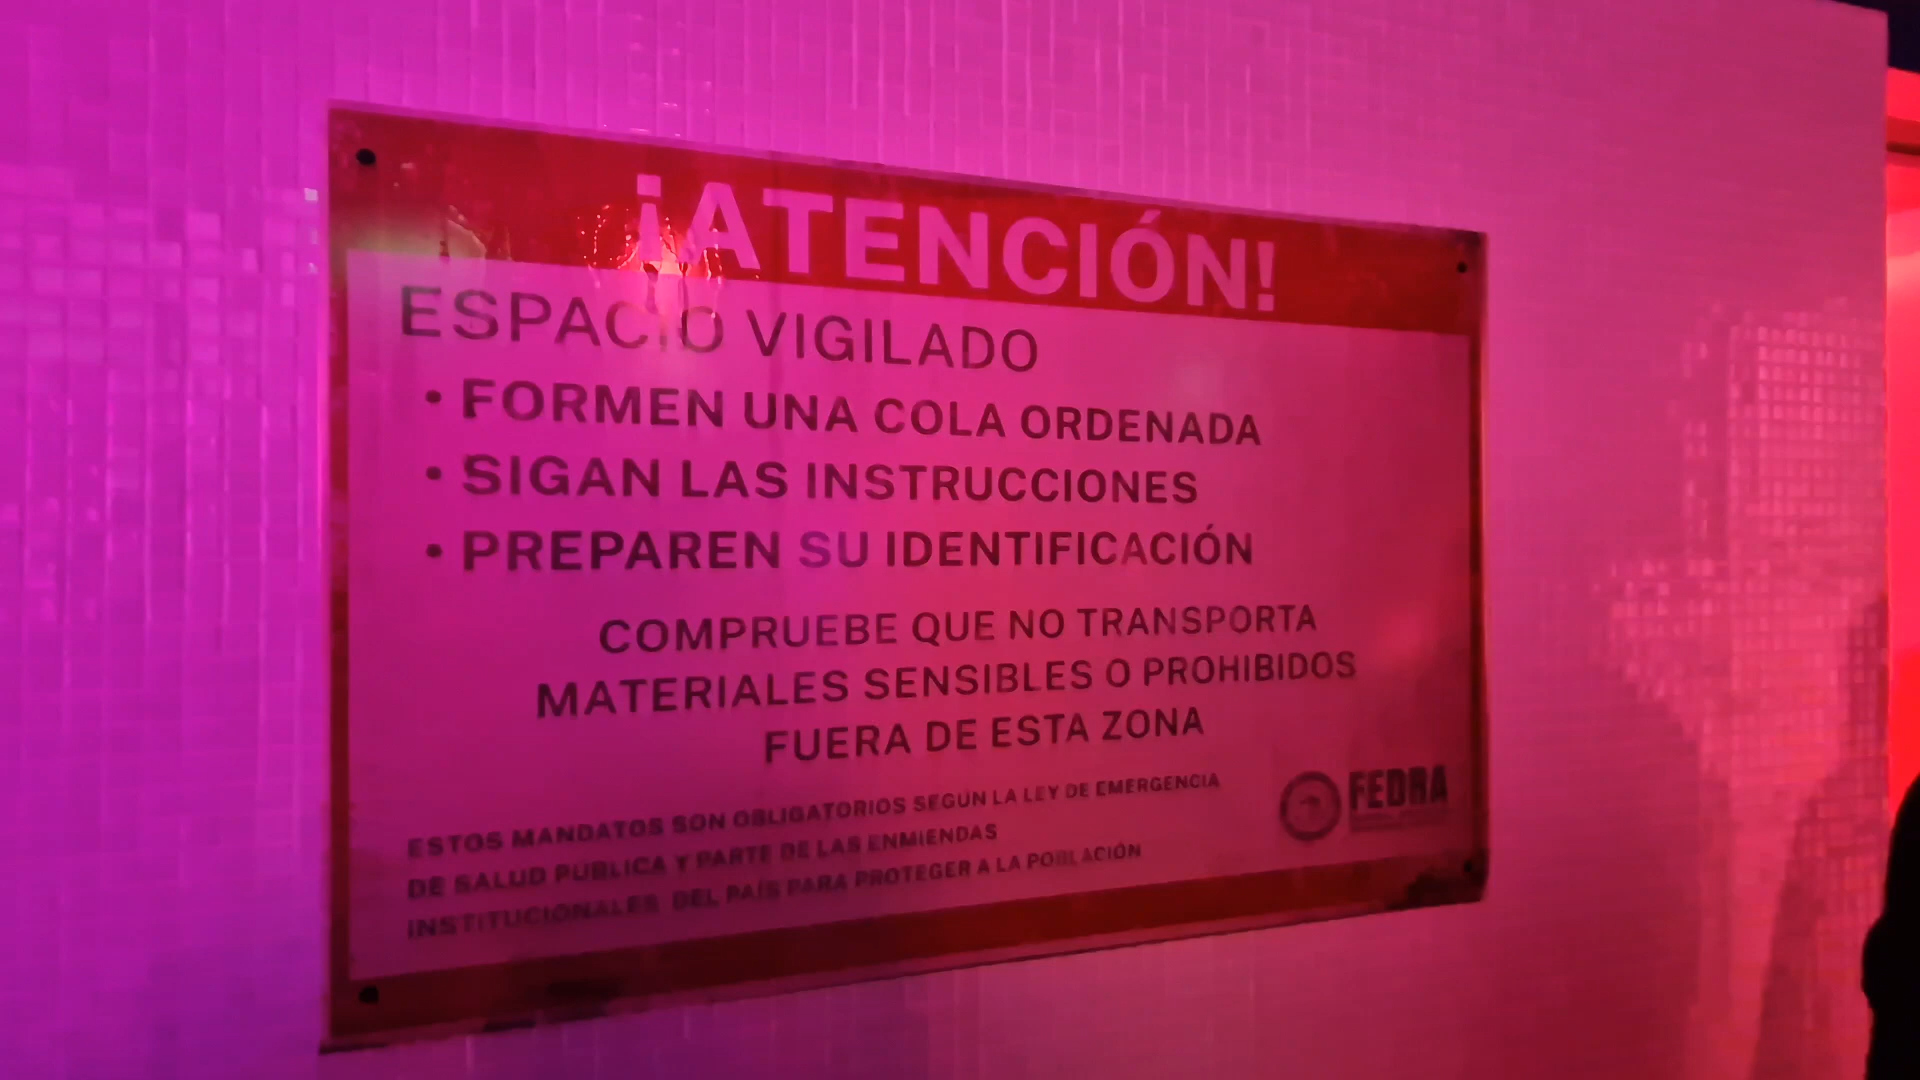 ¡ATENCIÓN!
ESPACIO VIGILADO
• FORMEN UNA COLA ORDENADA
• SIGAN LAS INSTRUCCIONES
• PREPAREN SU IDENTIFICACIÓN
COMPRUEBE QUE NO TRANSPORTA
MATERIALES SENSIBLES O PROHIBIDOS
FUERA DE ESTA ZONA
ESTOS MANDATOS SON OBLIGATORIOS SEGÚN LA LEY DE EMERGENCIA
DE SALUD PÚBLICA Y PARTE DE LAS ENMIENDAS
INSTITUCIONALES DEL PAÍS PARA PROTEGER A LA POBLACIÓN
FEDRA